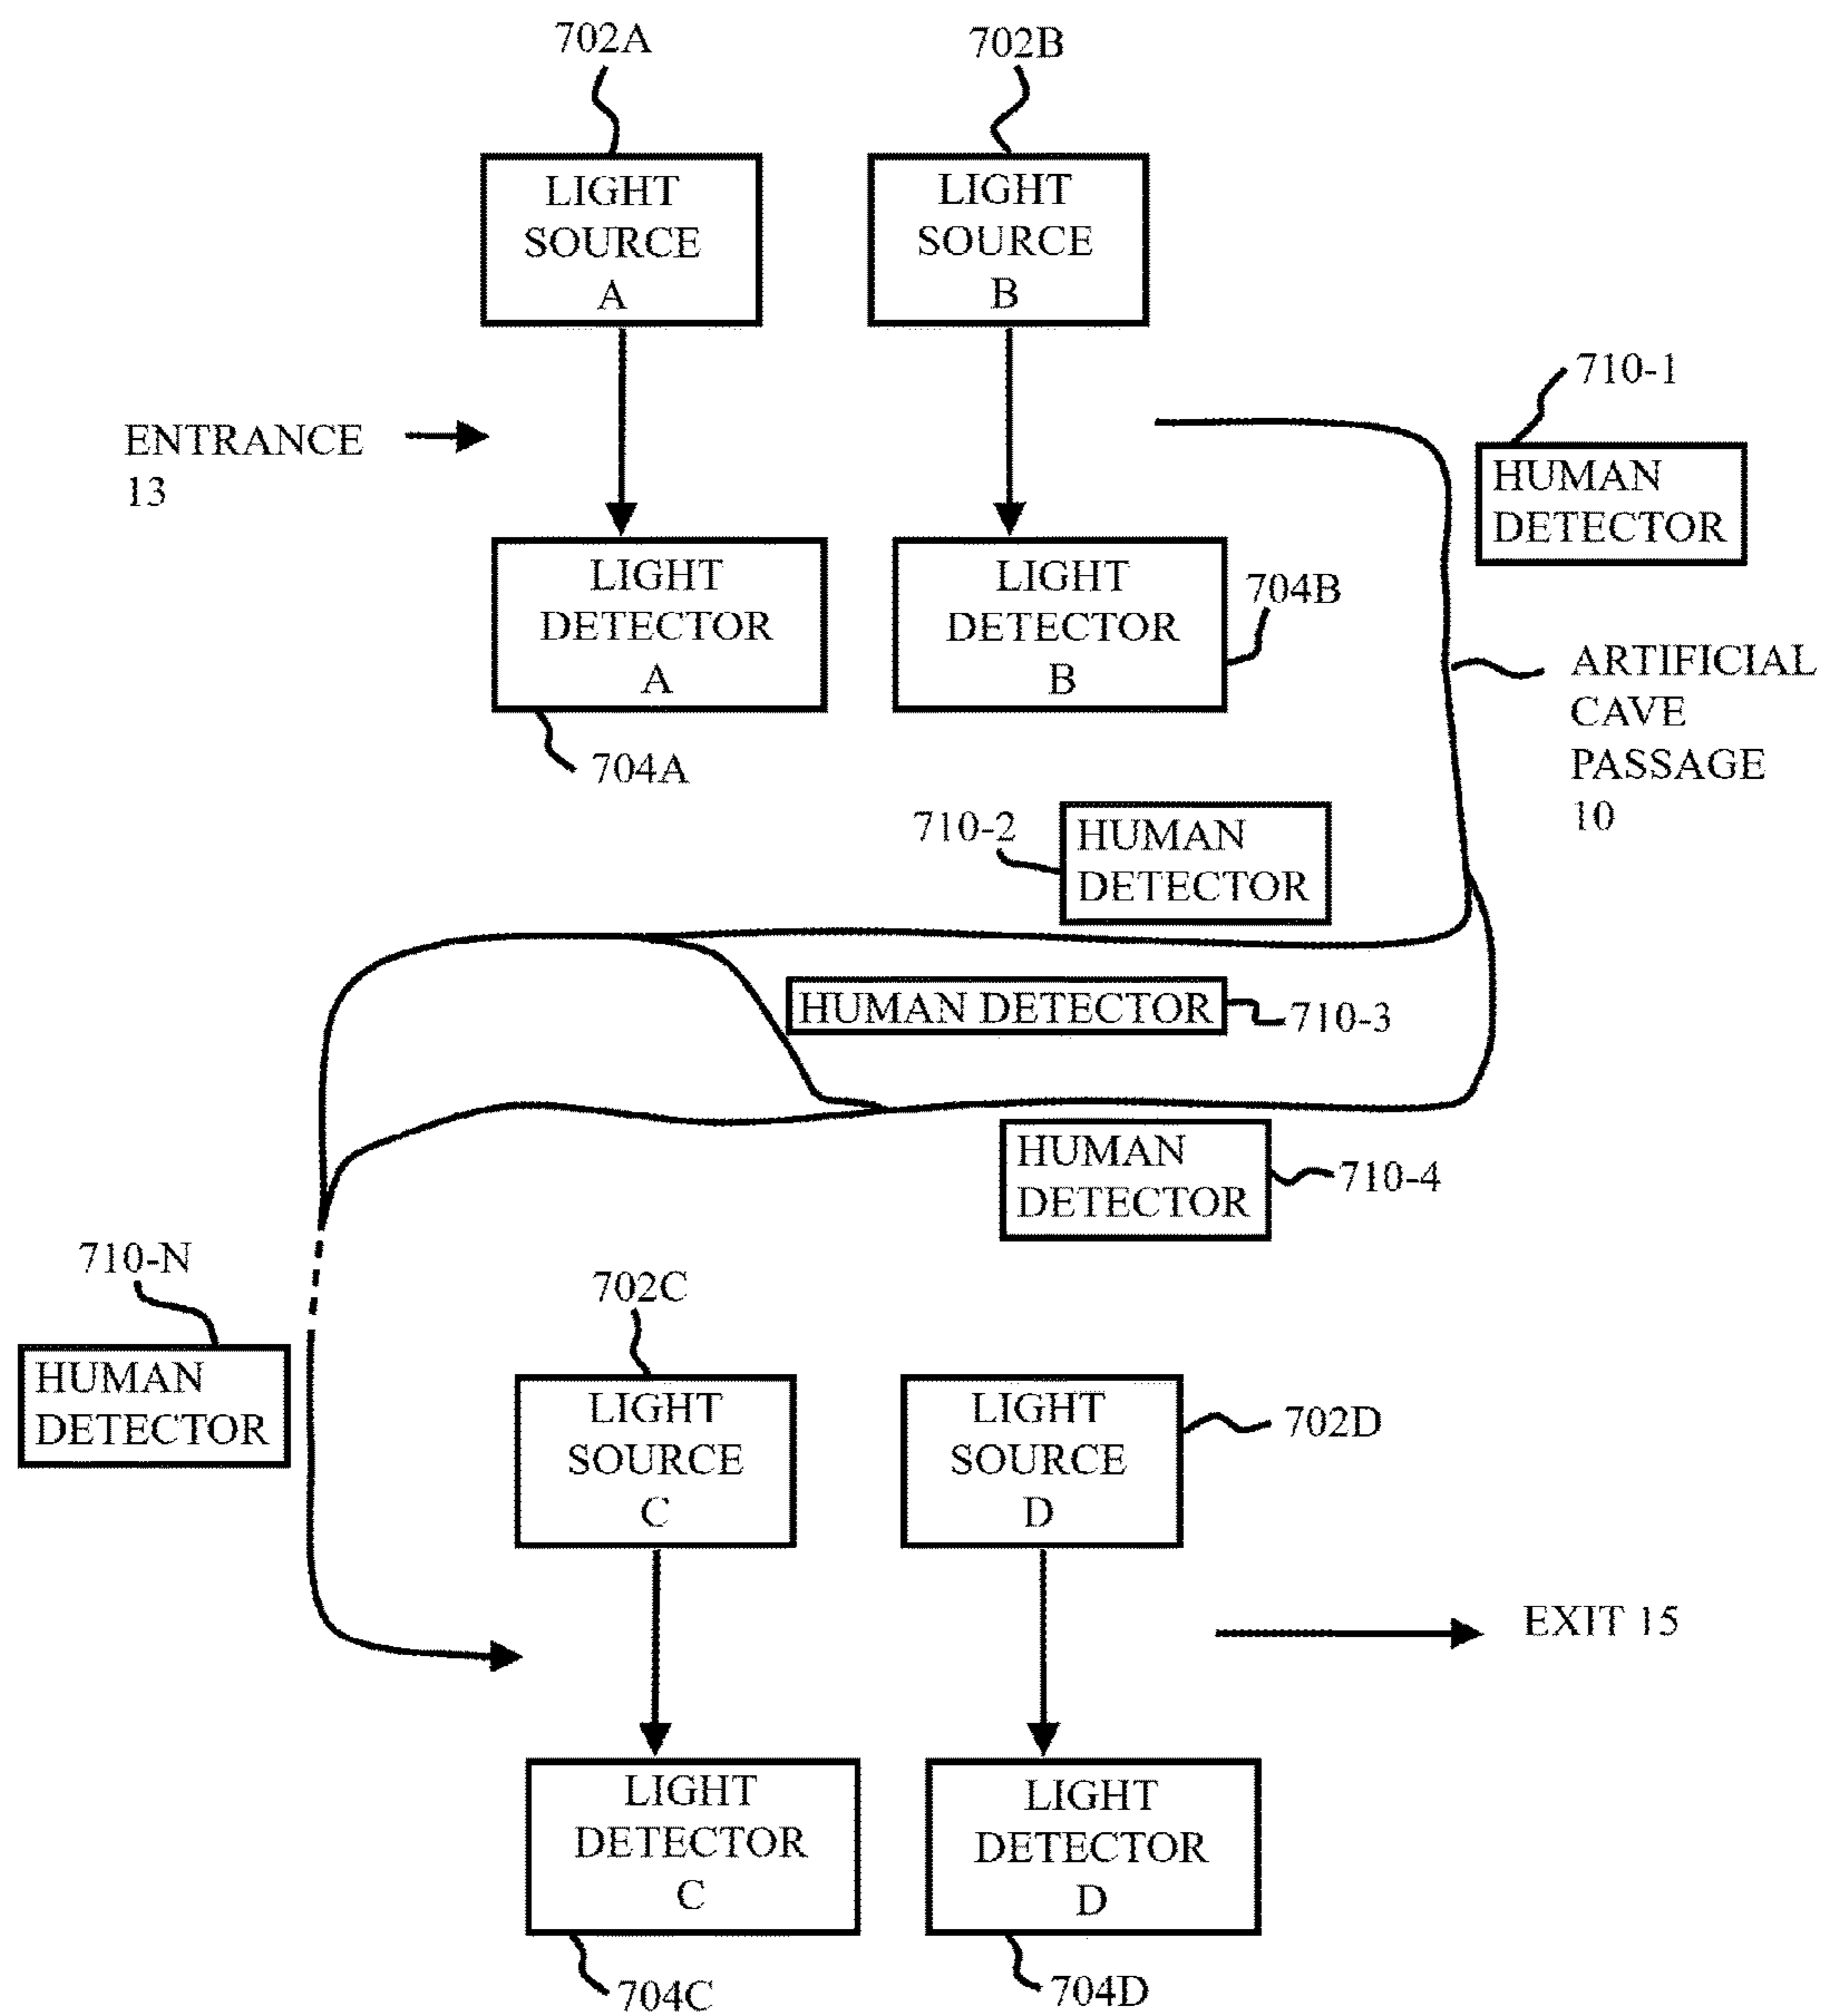 702A
702B
LIGHT
SOURCE
A
LIGHT
SOURCE
B
710-1
ENTRANCE
13
HUMAN
DETECTOR
LIGHT
DETECTOR
A
LIGHT
DETECTOR
B
704B
704A
ARTIFICIAL
CAVE
PASSAGE
10
710-2
HUMAN
DETECTOR
HUMAN DETECTOR
710-3
HUMAN
DETECTOR
710-4
710-N
HUMAN
DETECTOR
702C
LIGHT
SOURCE
C
LIGHT
SOURCE
D
702D
EXIT 15
LIGHT
DETECTOR
C
LIGHT
DETECTOR
D
704C
704D